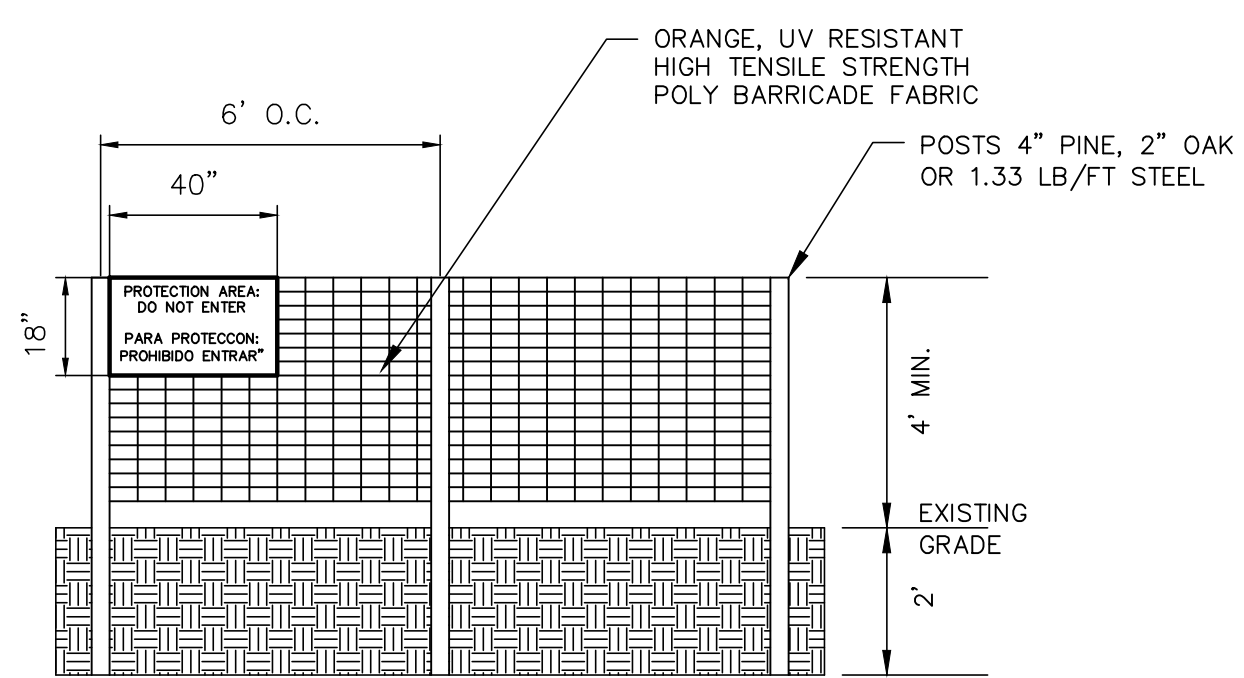 ORANGE, UV RESISTANT
HIGH TENSILE STRENGTH
POLY BARRICADE FABRIC
6' O.C.
POSTS 4" PINE, 2" OAK
OR 1.33 LB/FT STEEL
40"
PROTECTION AREA:
DO NOT ENTER
PARA PROTECCON:
PROHIBIDO ENTRAR"
18"
4' MIN.
EXISTING
GRADE
2'